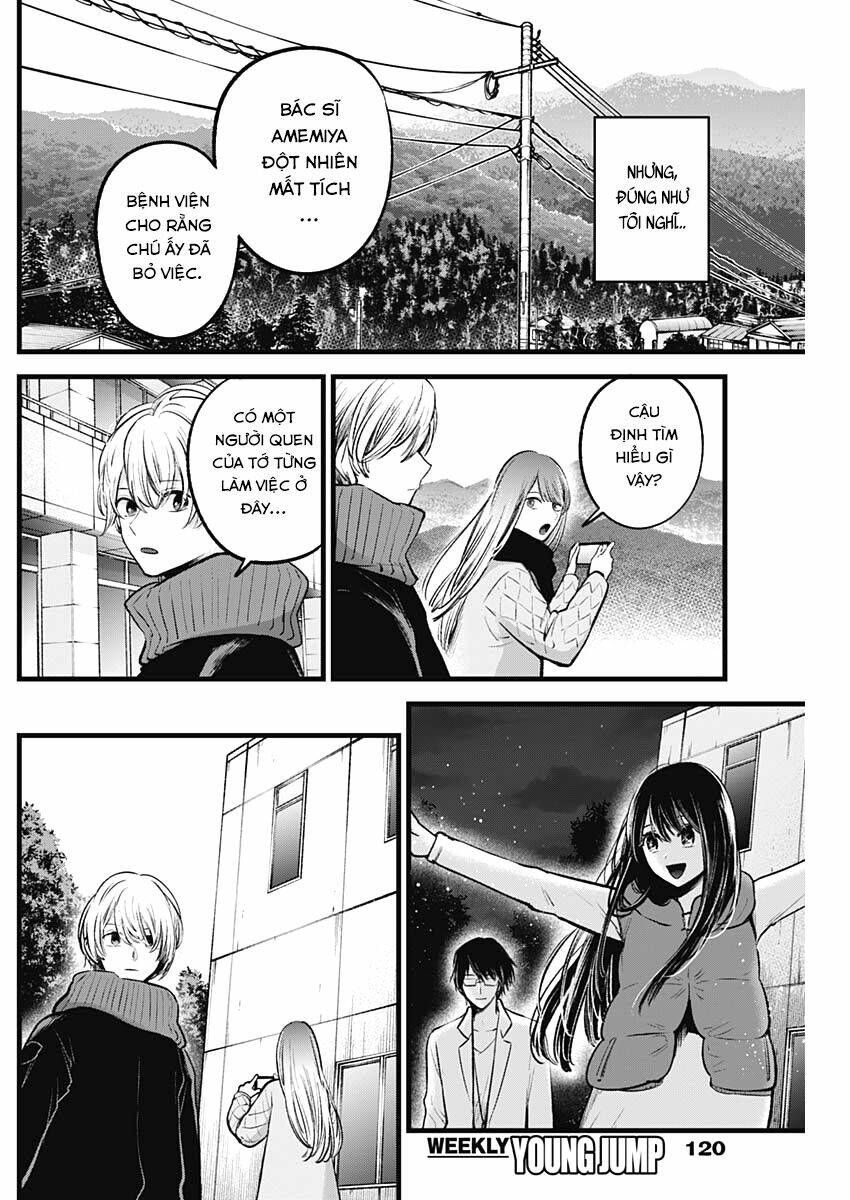 NHƯNG,
ĐÚNG NHƯ
TÔI NGHĨ..
BÁC SĨ
AMEMIYA
ĐỘT NHIÊN
MẤT TÍCH
...
BỆNH VIỆN
CHO RẰNG
CHÚ ẤY ĐÃ
BỎ VIỆC.
CẬU
ĐỊNH TÌM
HIỂU GÌ
VẬY?
CÓ MỘT
NGƯỜI QUEN
CỦA TỚ TỪNG
LÀM VIỆC Ở
ĐÂY...
WEEKLY YOUNG JUMP 120